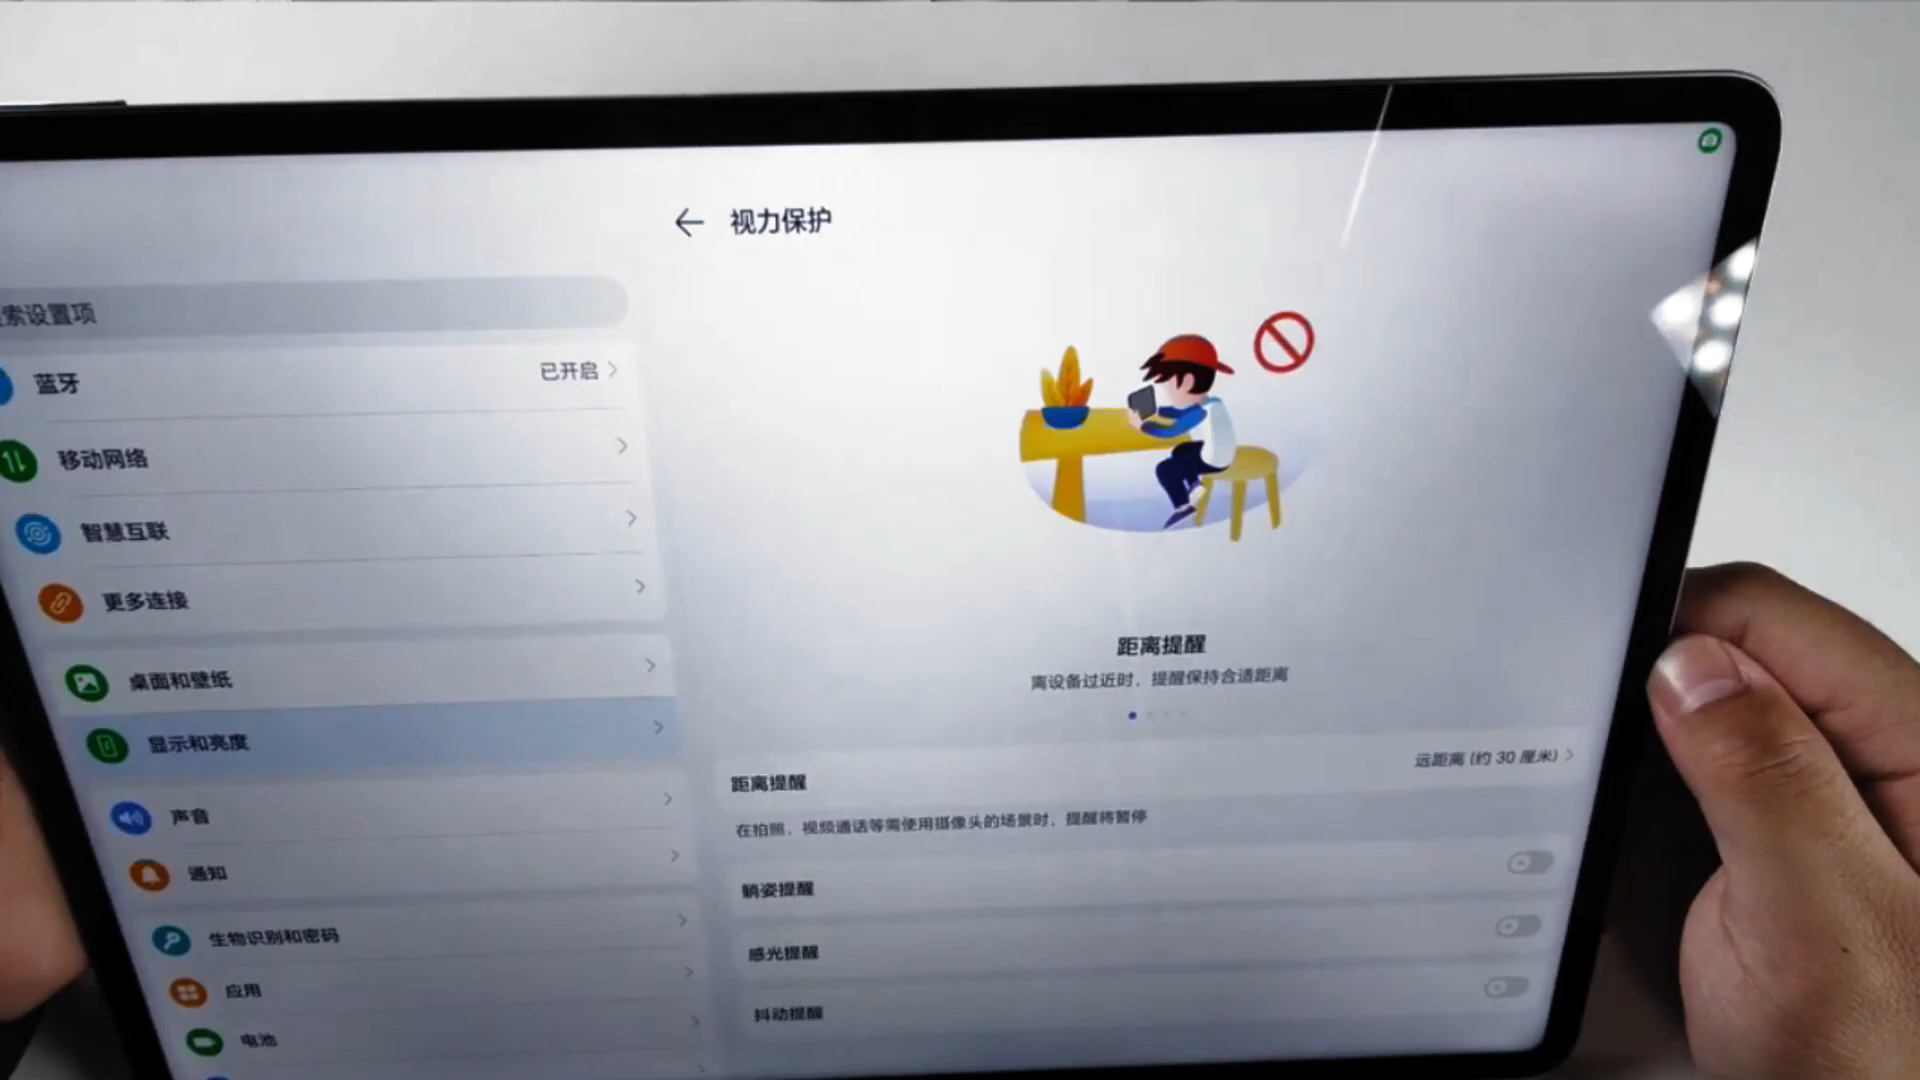 视力保护
索设置项
蓝牙
已开启
移动网络
智慧互联
更多连接
桌面和壁纸
显示和亮度
声音
通知
生物识别和密码
应用
电池
距离提醒
离设备过近时，提醒保持合适距离
距离提醒
远距离 (约 30 厘米)
在拍照、视频通话等需使用摄像头的场景时，提醒将暂停
躺姿提醒
感光提醒
抖动提醒